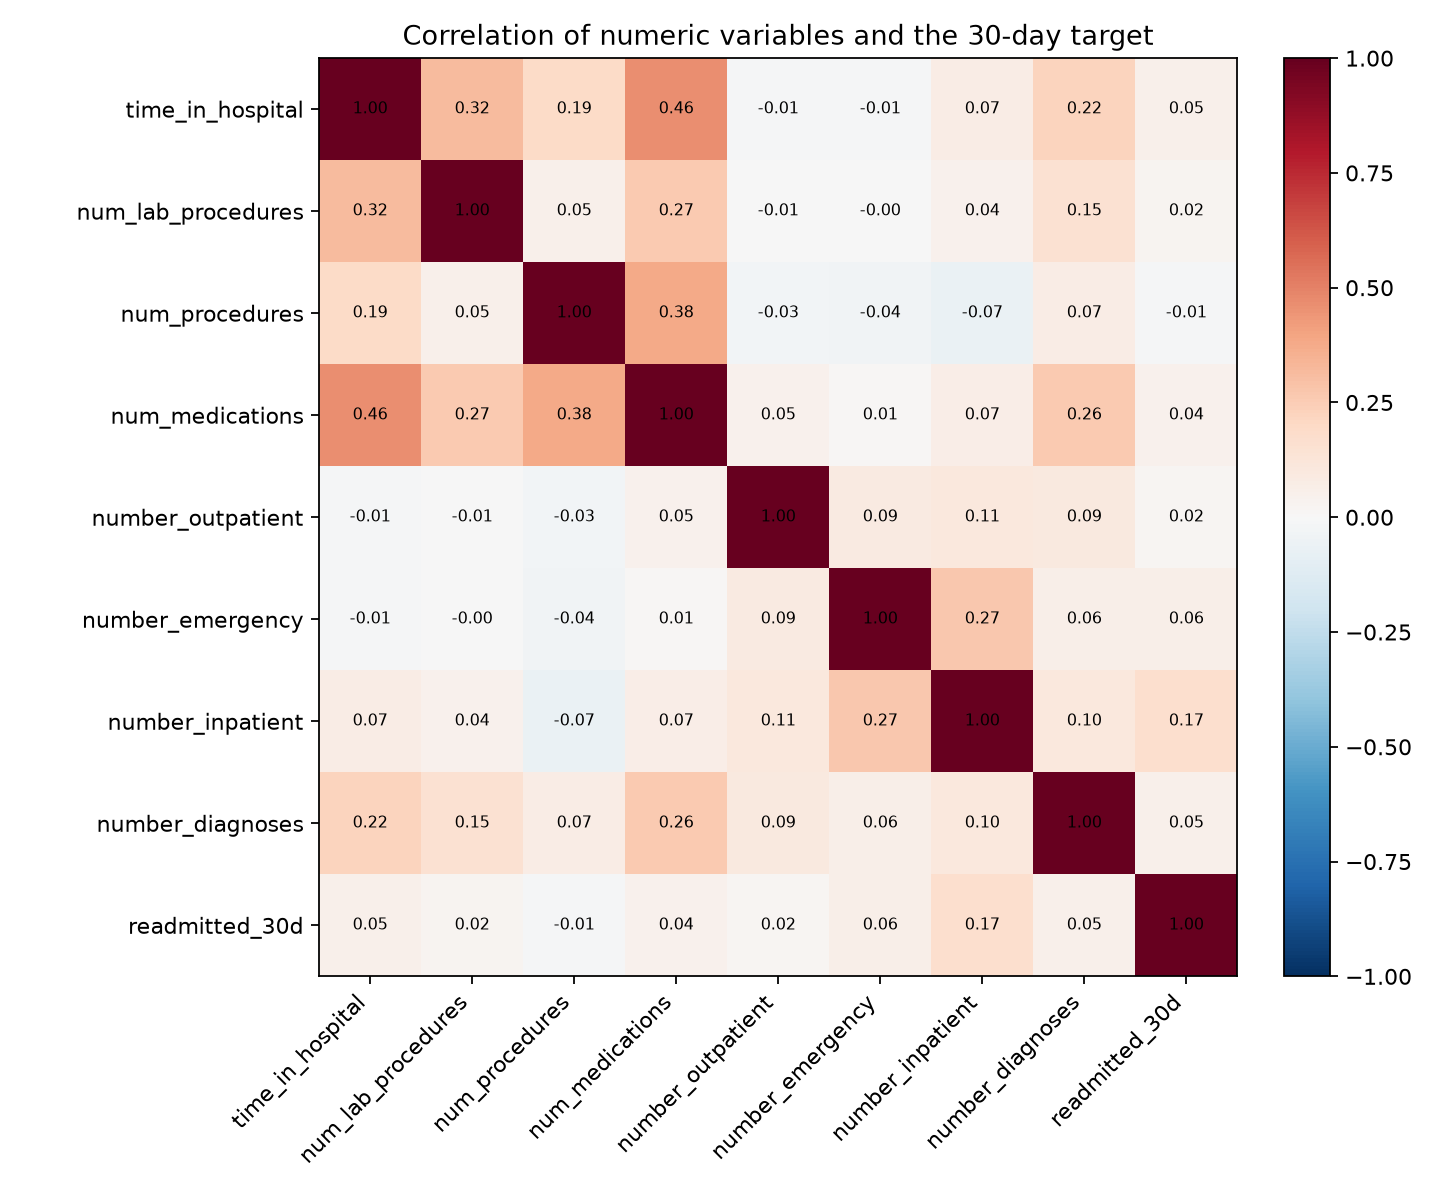 Correlation of numeric variables and the 30-day target
time_in_hospital 1.00 0.32 0.19 0.46 -0.01 -0.01 0.07 0.22 0.05
num_lab_procedures 0.32 1.00 0.05 0.27 -0.01 -0.00 0.04 0.15 0.02
num_procedures 0.19 0.05 1.00 0.38 -0.03 -0.04 -0.07 0.07 -0.01
num_medications 0.46 0.27 0.38 1.00 0.05 0.01 0.07 0.26 0.04
number_outpatient -0.01 -0.01 -0.03 0.05 1.00 0.09 0.11 0.09 0.02
number_emergency -0.01 -0.00 -0.04 0.01 0.09 1.00 0.27 0.06 0.06
number_inpatient 0.07 0.04 -0.07 0.07 0.11 0.27 1.00 0.10 0.17
number_diagnoses 0.22 0.15 0.07 0.26 0.09 0.06 0.10 1.00 0.05
readmitted_30d 0.05 0.02 -0.01 0.04 0.02 0.06 0.17 0.05 1.00
time_in_hospital
num_lab_procedures
num_procedures
num_medications
number_outpatient
number_emergency
number_inpatient
number_diagnoses
readmitted_30d
1.00
0.75
0.50
0.25
0.00
−0.25
−0.50
−0.75
−1.00